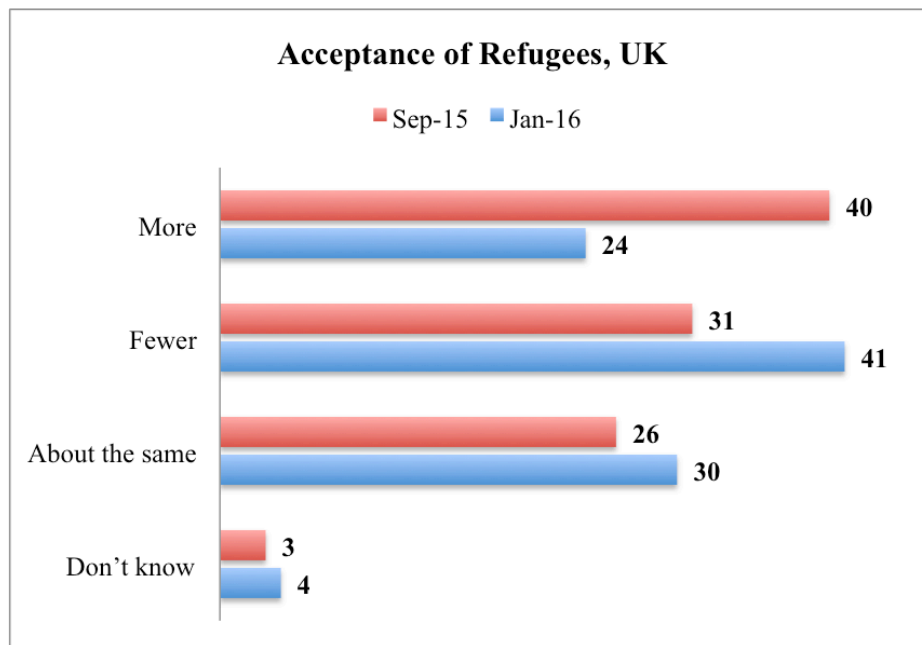 Acceptance of Refugees, UK
Sep-15 Jan-16
More
40
24
Fewer
31
41
About the same
26
30
Don’t know
3
4